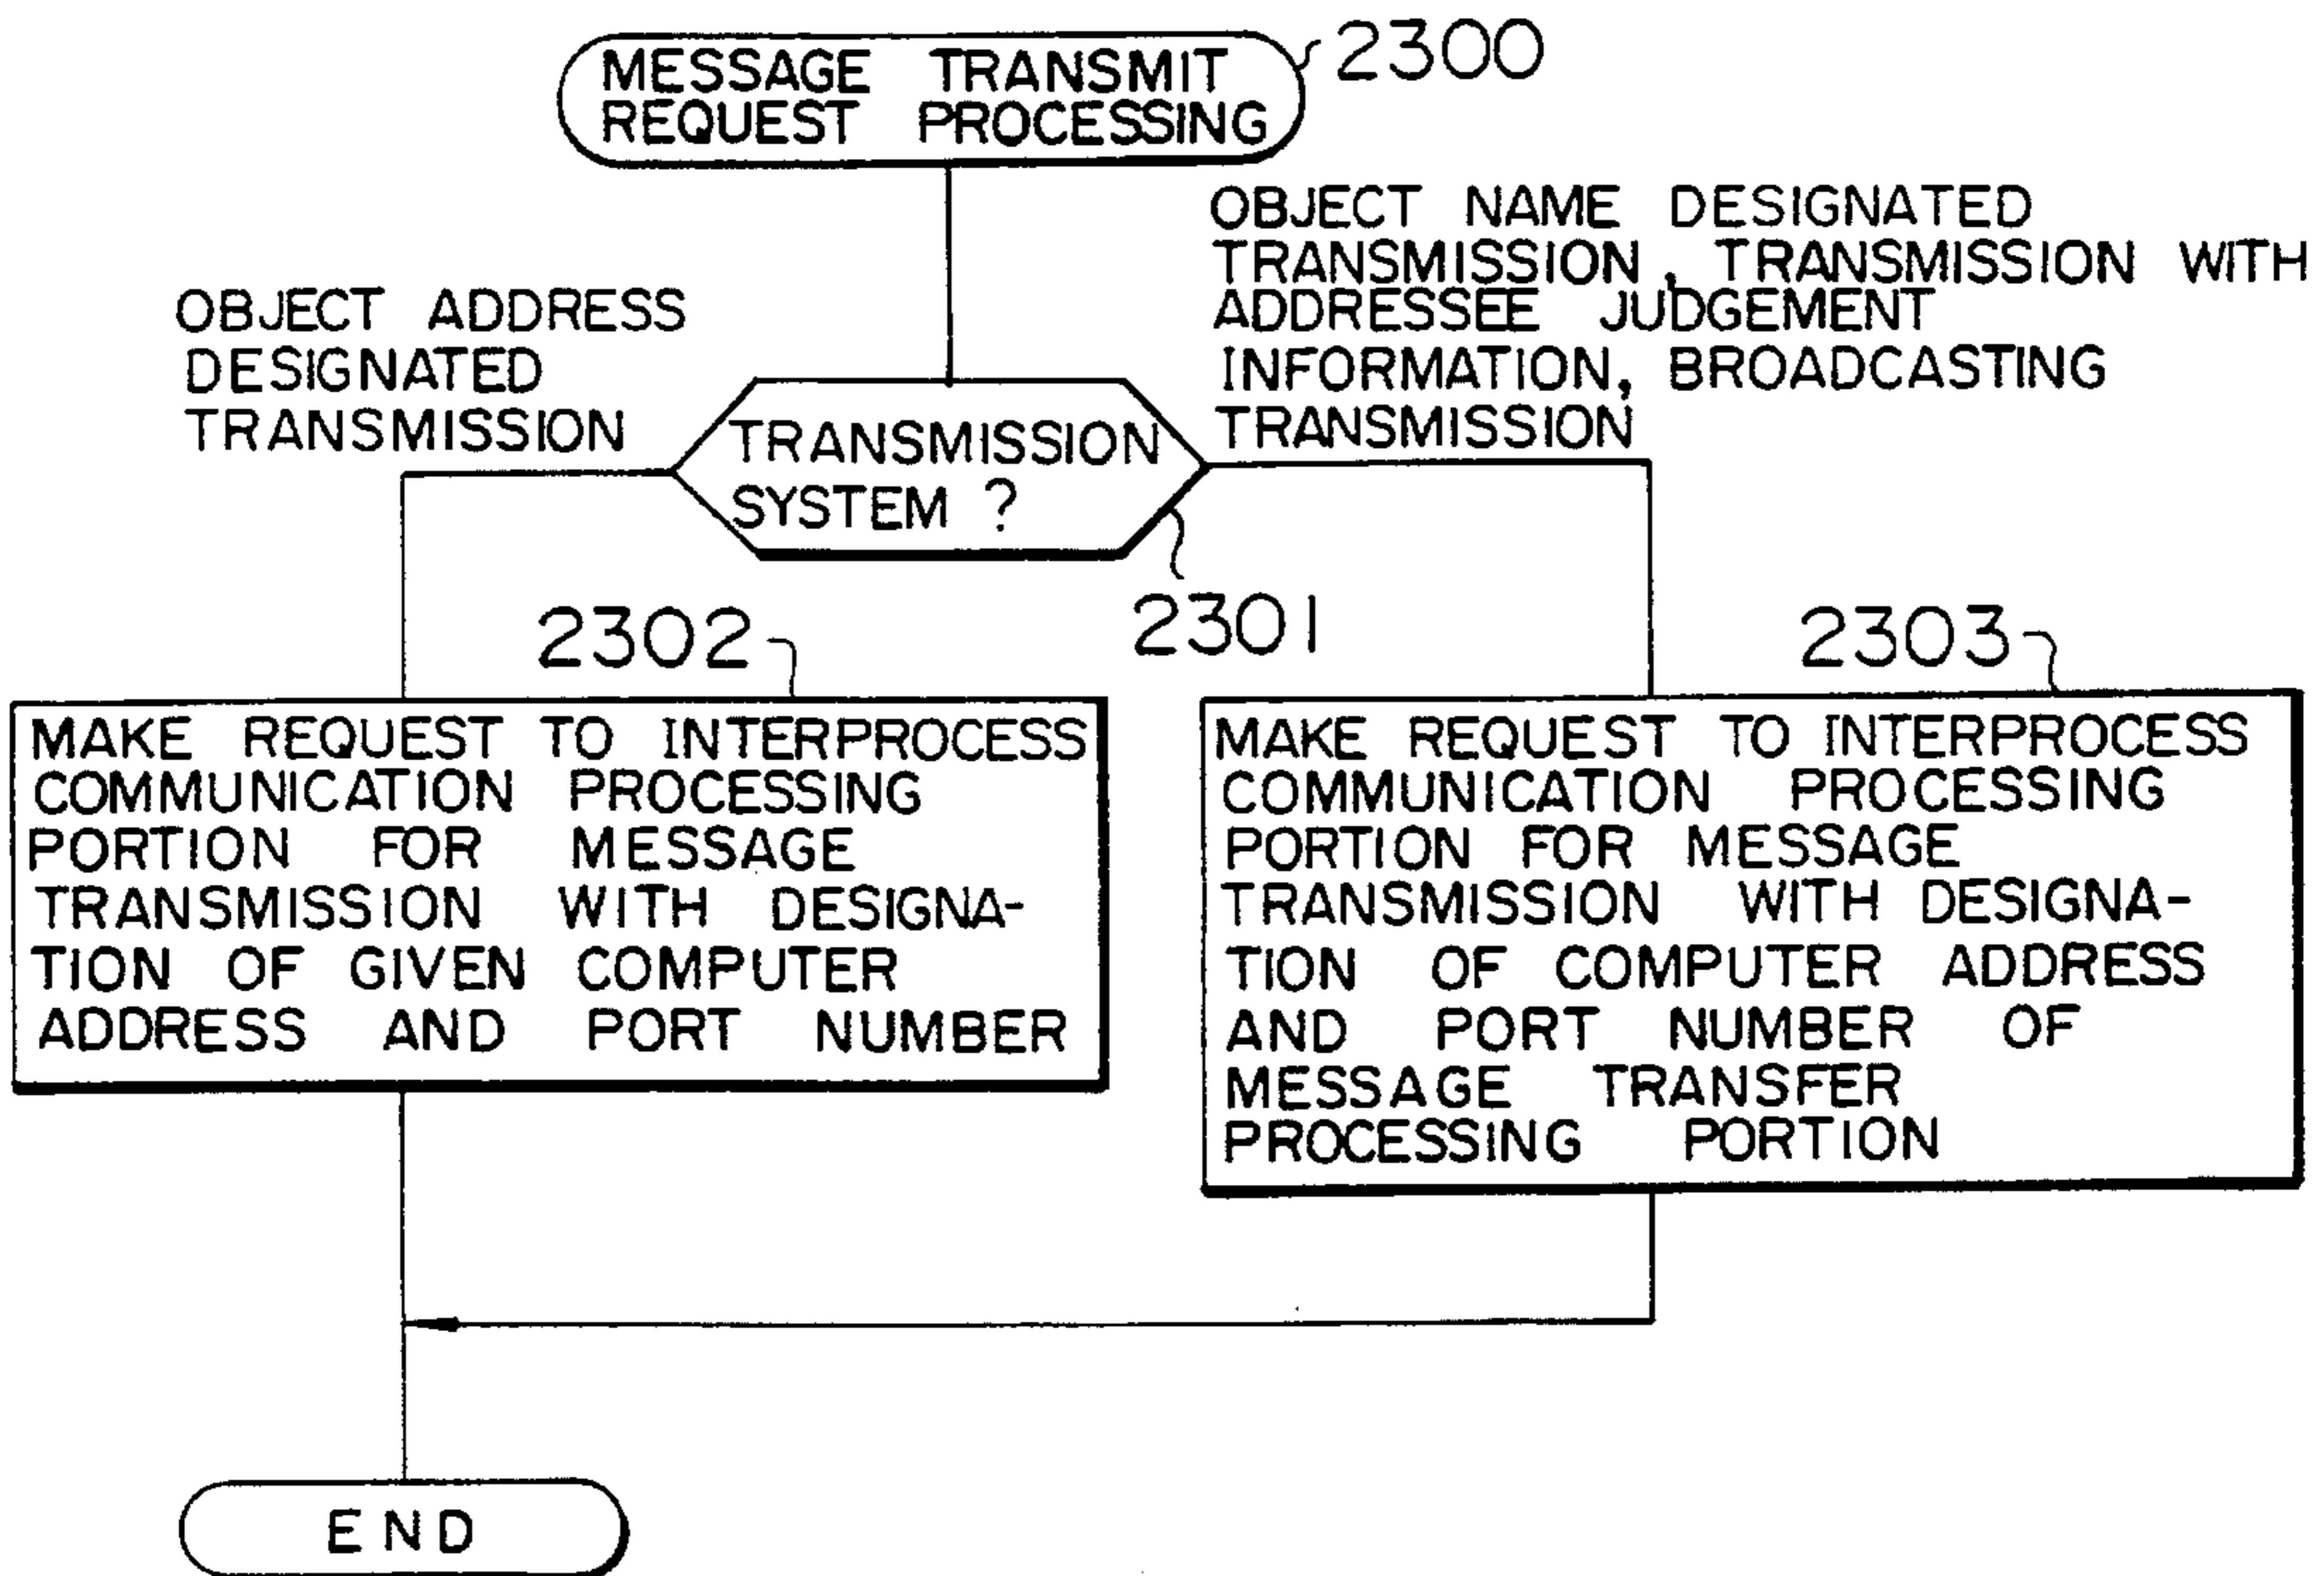 MESSAGE TRANSMIT
REQUEST PROCESSING
2300
OBJECT ADDRESS
DESIGNATED
TRANSMISSION
OBJECT NAME DESIGNATED
TRANSMISSION, TRANSMISSION WITH
ADDRESSEE JUDGEMENT
INFORMATION, BROADCASTING
TRANSMISSION
TRANSMISSION
SYSTEM ?
2301
2302
MAKE REQUEST TO INTERPROCESS
COMMUNICATION PROCESSING
PORTION FOR MESSAGE
TRANSMISSION WITH DESIGNA-
TION OF GIVEN COMPUTER
ADDRESS AND PORT NUMBER
2303
MAKE REQUEST TO INTERPROCESS
COMMUNICATION PROCESSING
PORTION FOR MESSAGE
TRANSMISSION WITH DESIGNA-
TION OF COMPUTER ADDRESS
AND PORT NUMBER OF
MESSAGE TRANSFER
PROCESSING PORTION
END